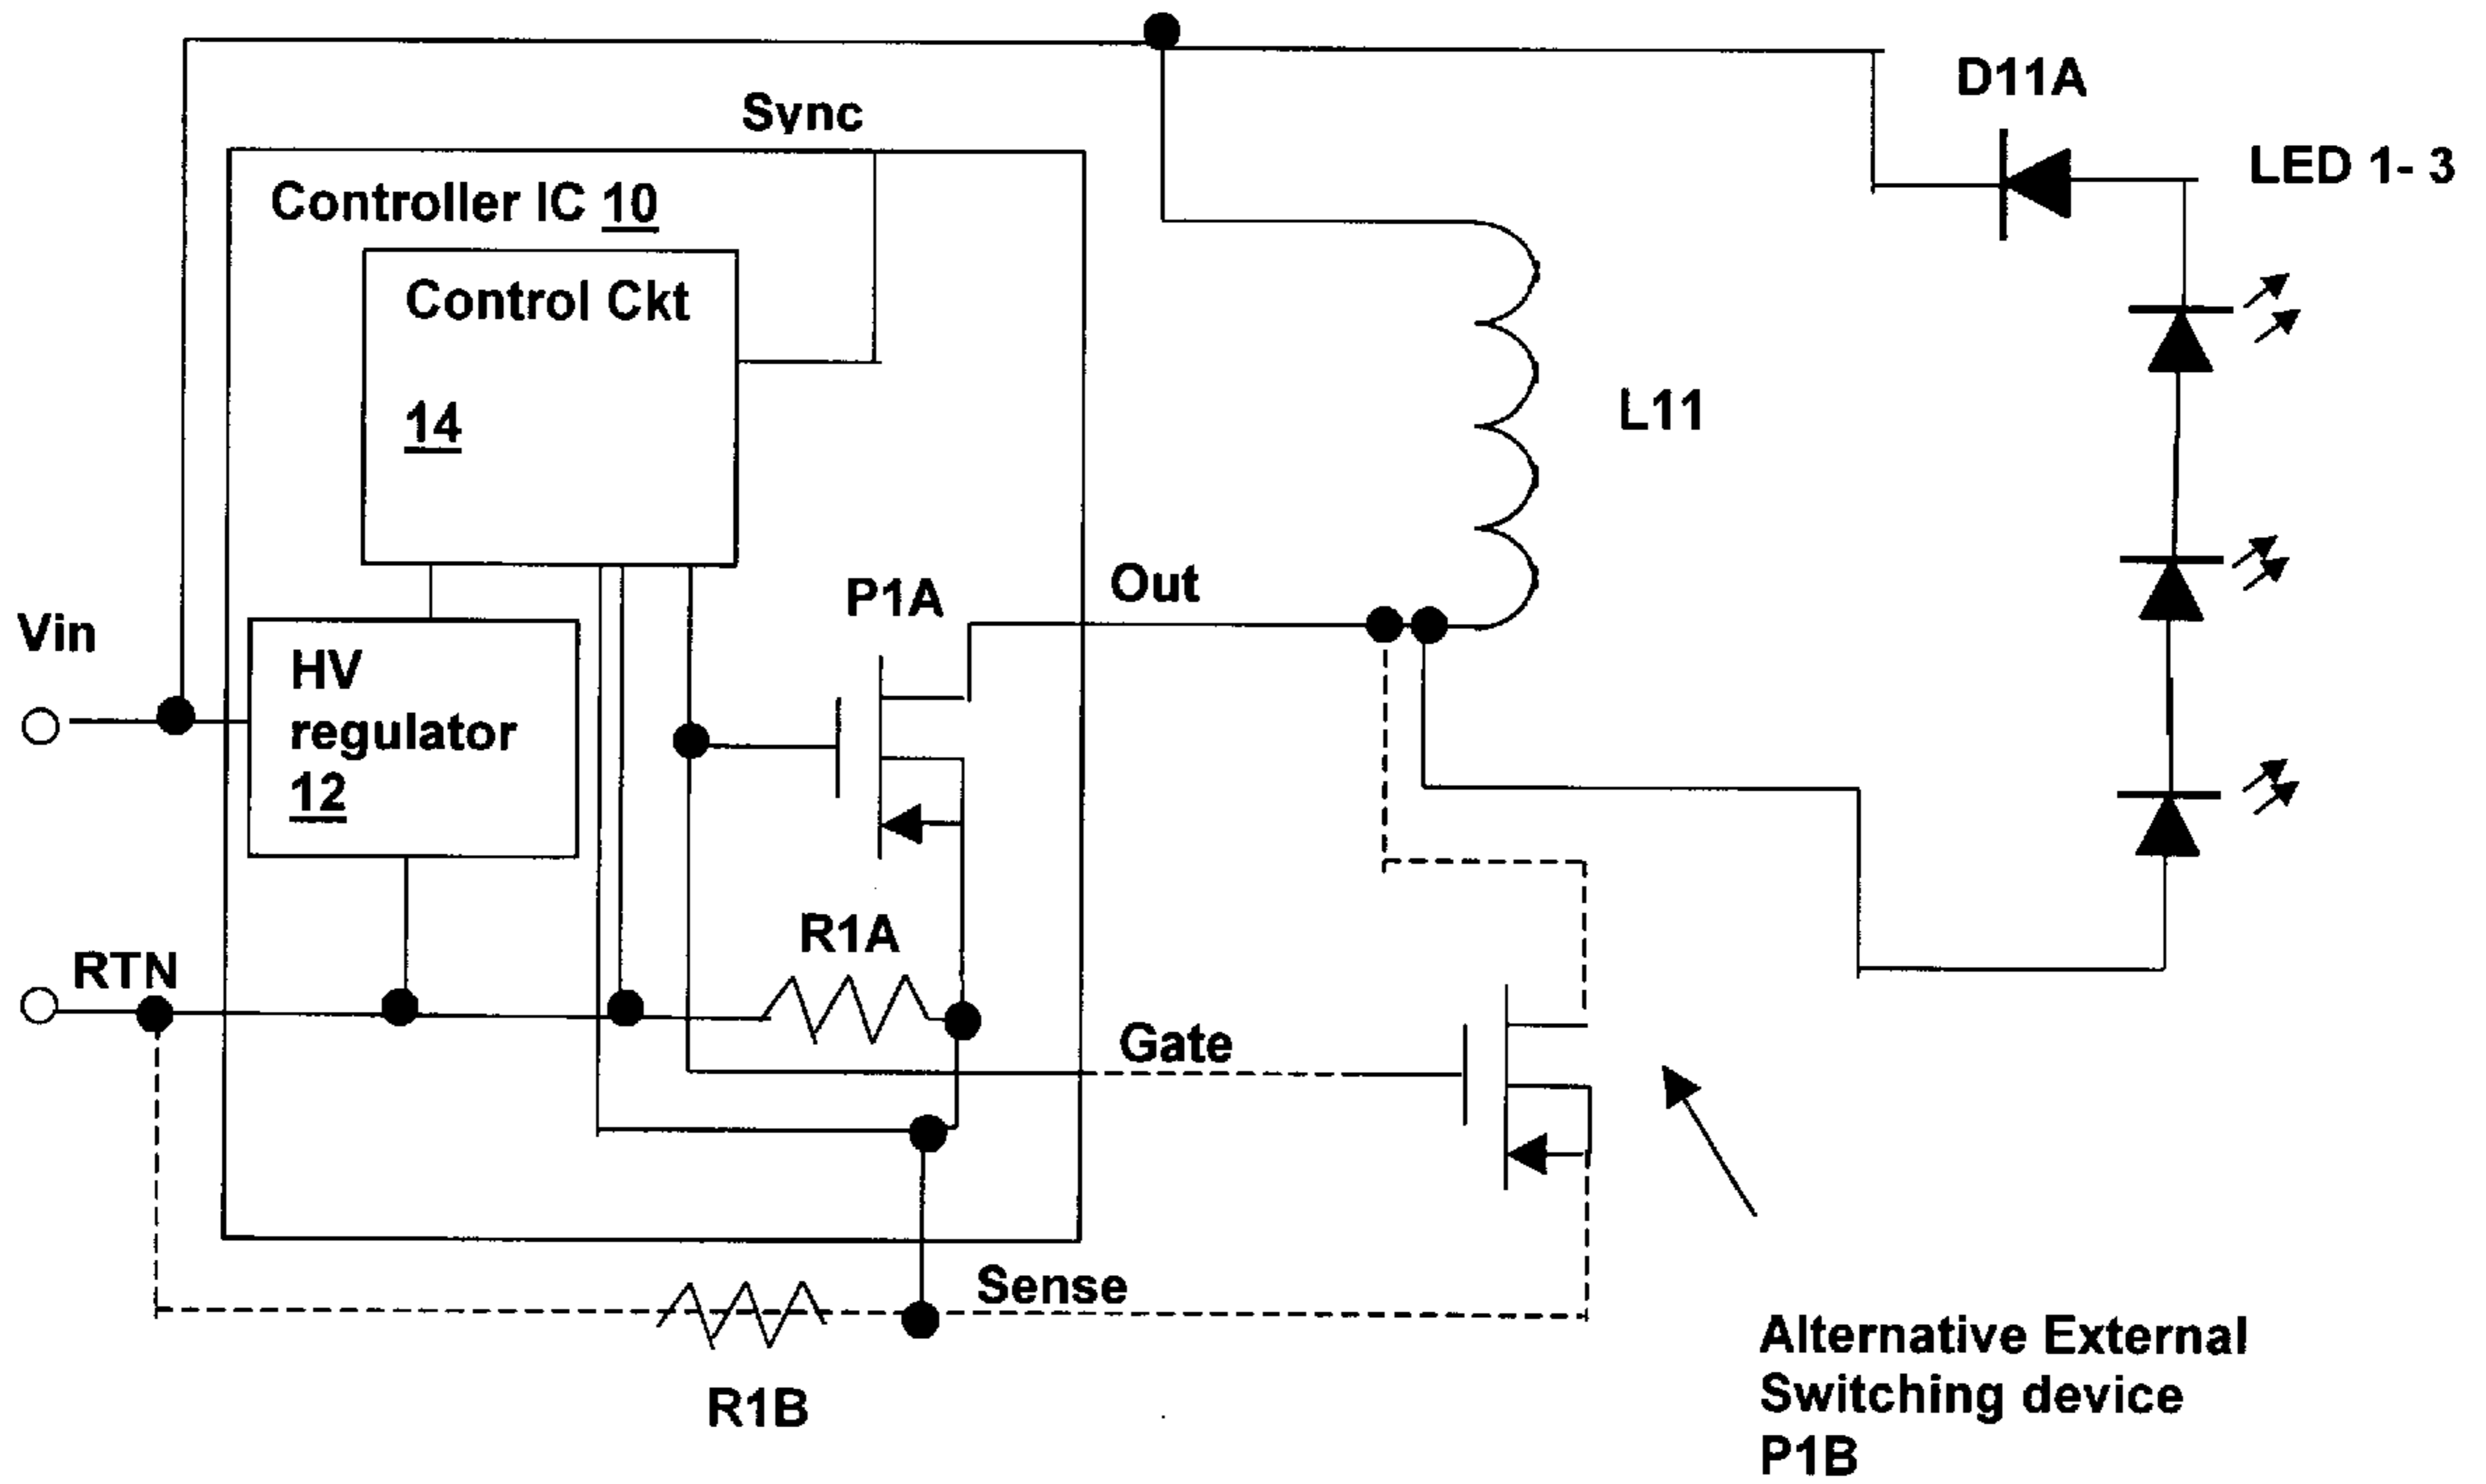 D11A
Sync
LED 1- 3
Controller IC 10
Control Ckt
14
L11
Out
P1A
Vin
HV
regulator
12
R1A
RTN
Gate
Sense
R1B
Alternative External
Switching device
P1B